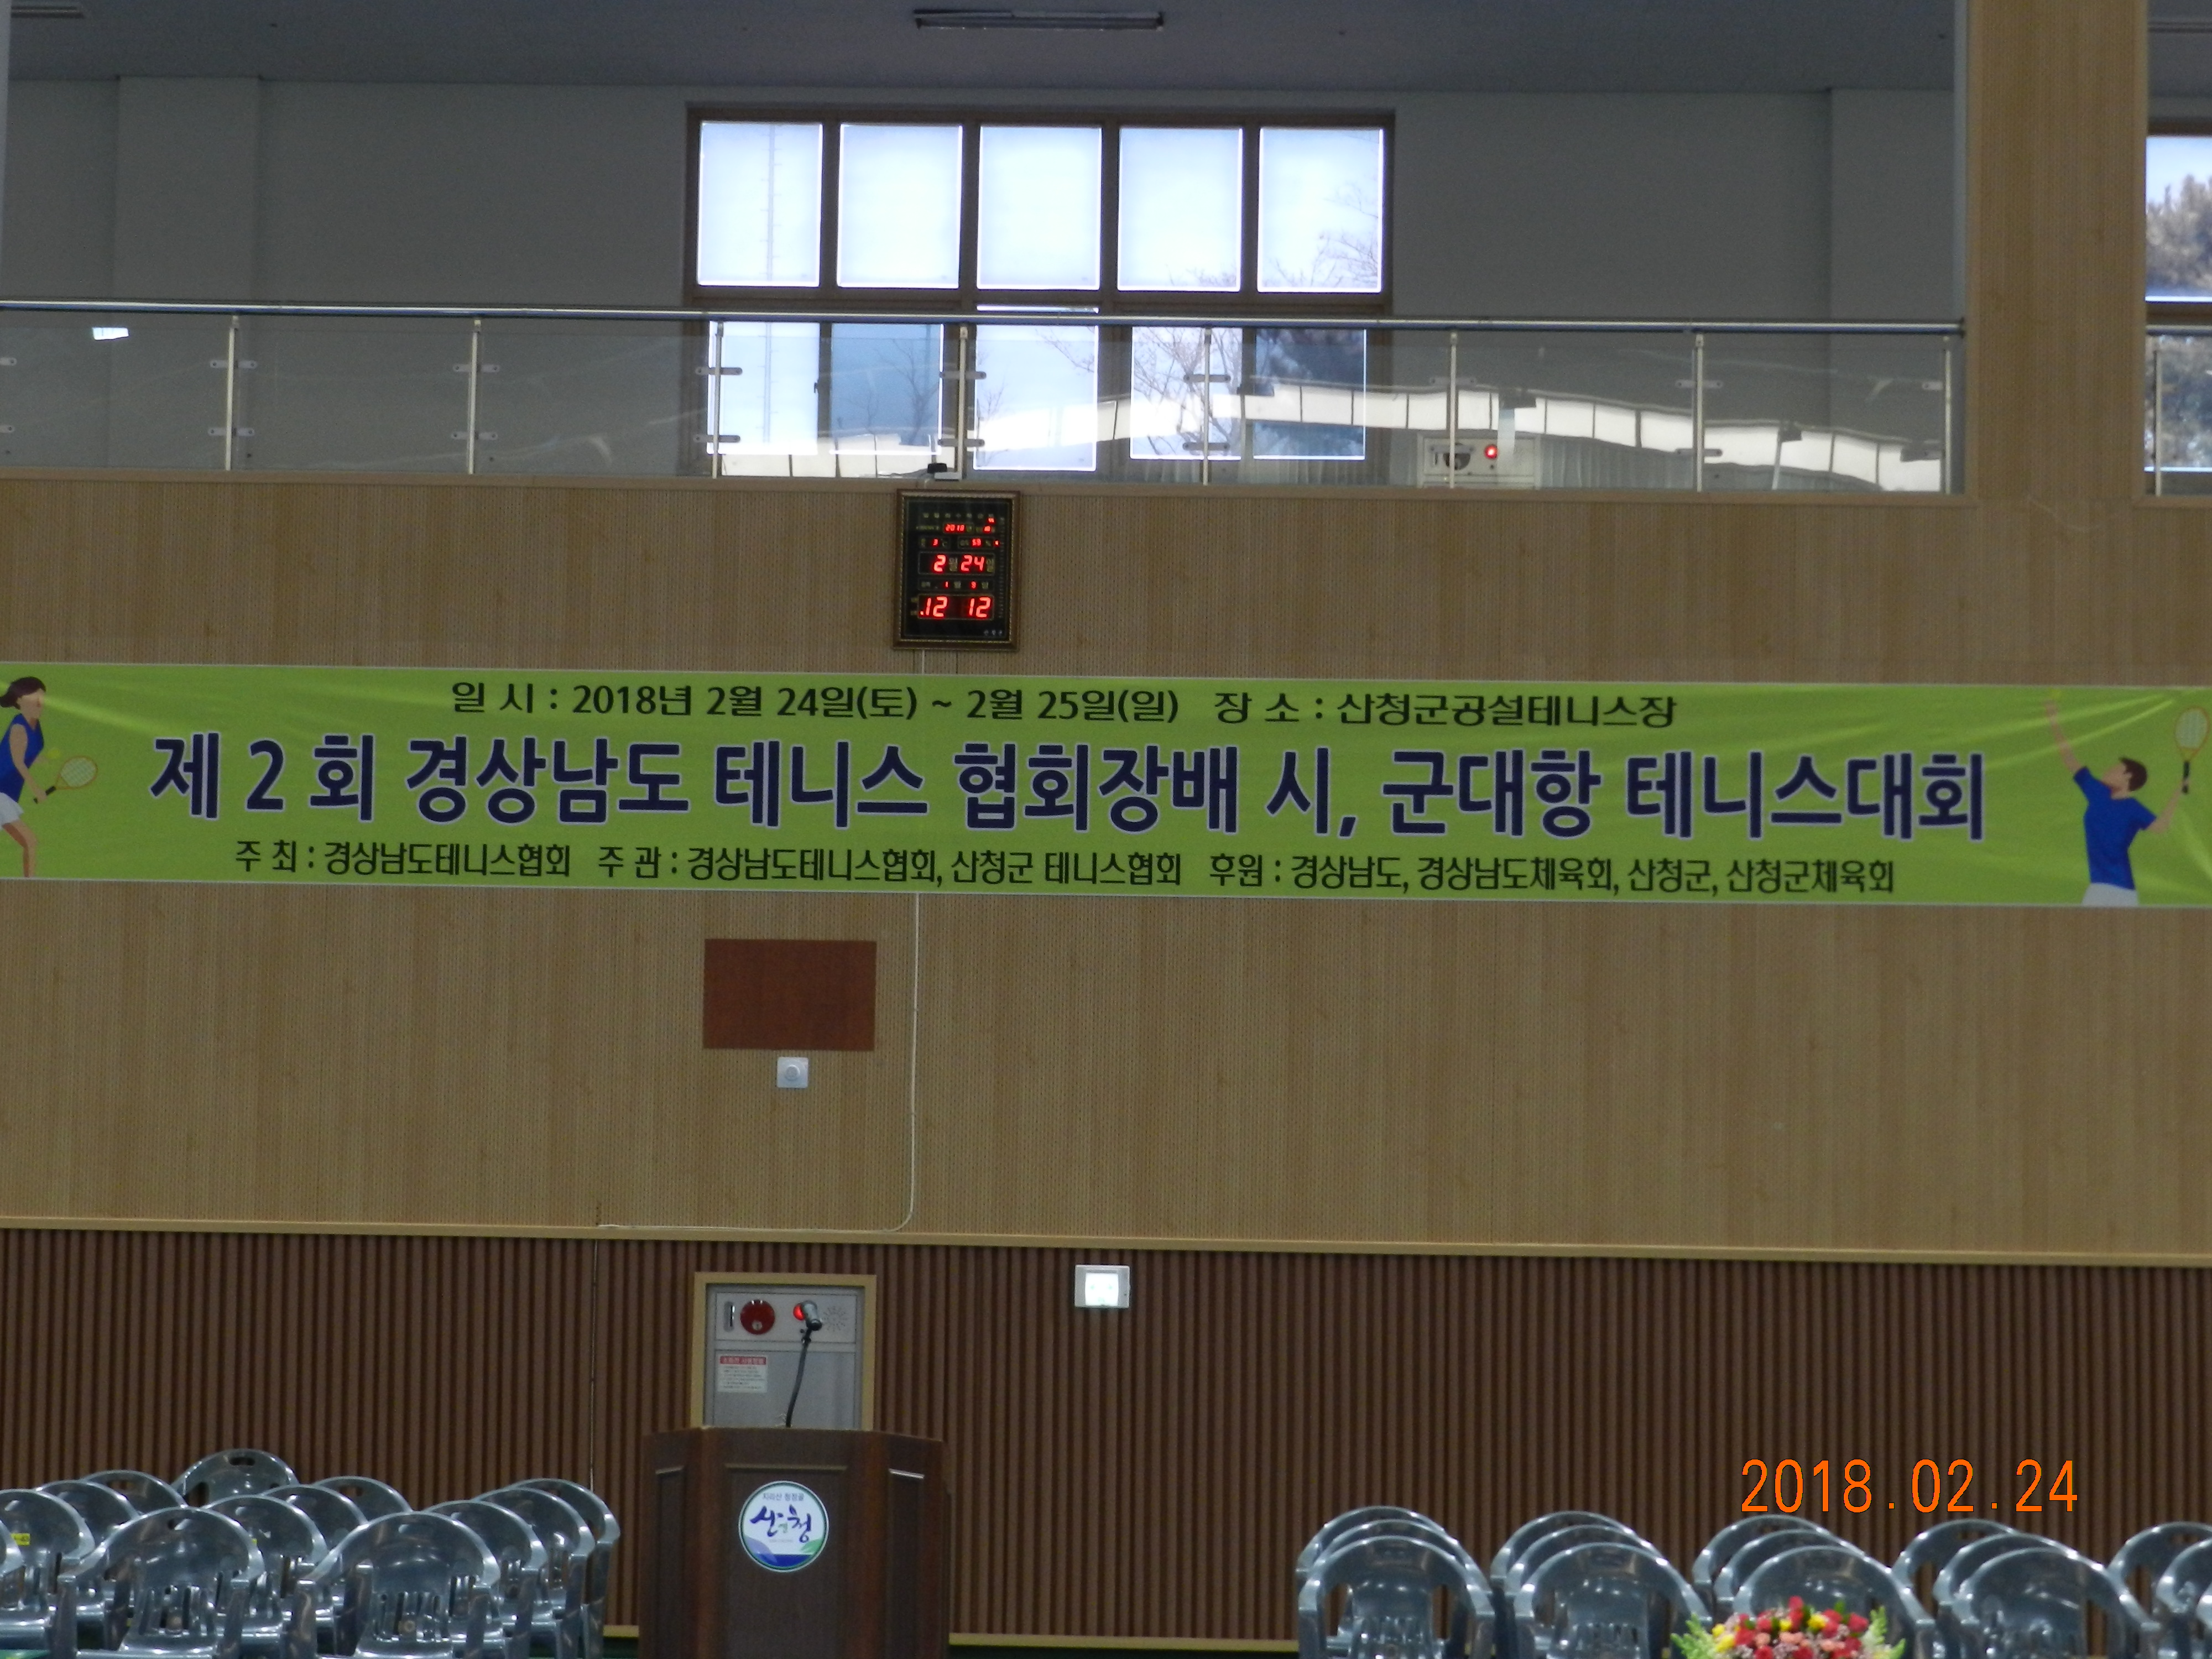 2018
2월 24일
12 12
일 시 : 2018년 2월 24일(토) ~ 2월 25일(일) 장 소 : 산청군공설테니스장
제 2 회 경상남도 테니스 협회장배 시, 군대항 테니스대회
주 최 : 경상남도테니스협회 주 관 : 경상남도테니스협회, 산청군 테니스협회 후원 : 경상남도, 경상남도체육회, 산청군, 산청군체육회
산청
2018.02.24